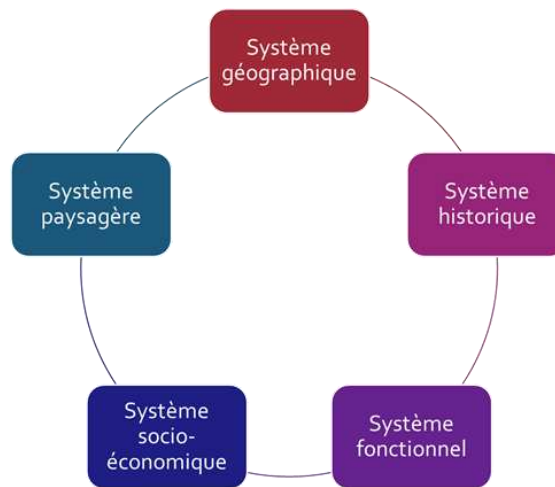 Système
géographique
Système
historique
Système
fonctionnel
Système
socio-
économique
Système
paysagère